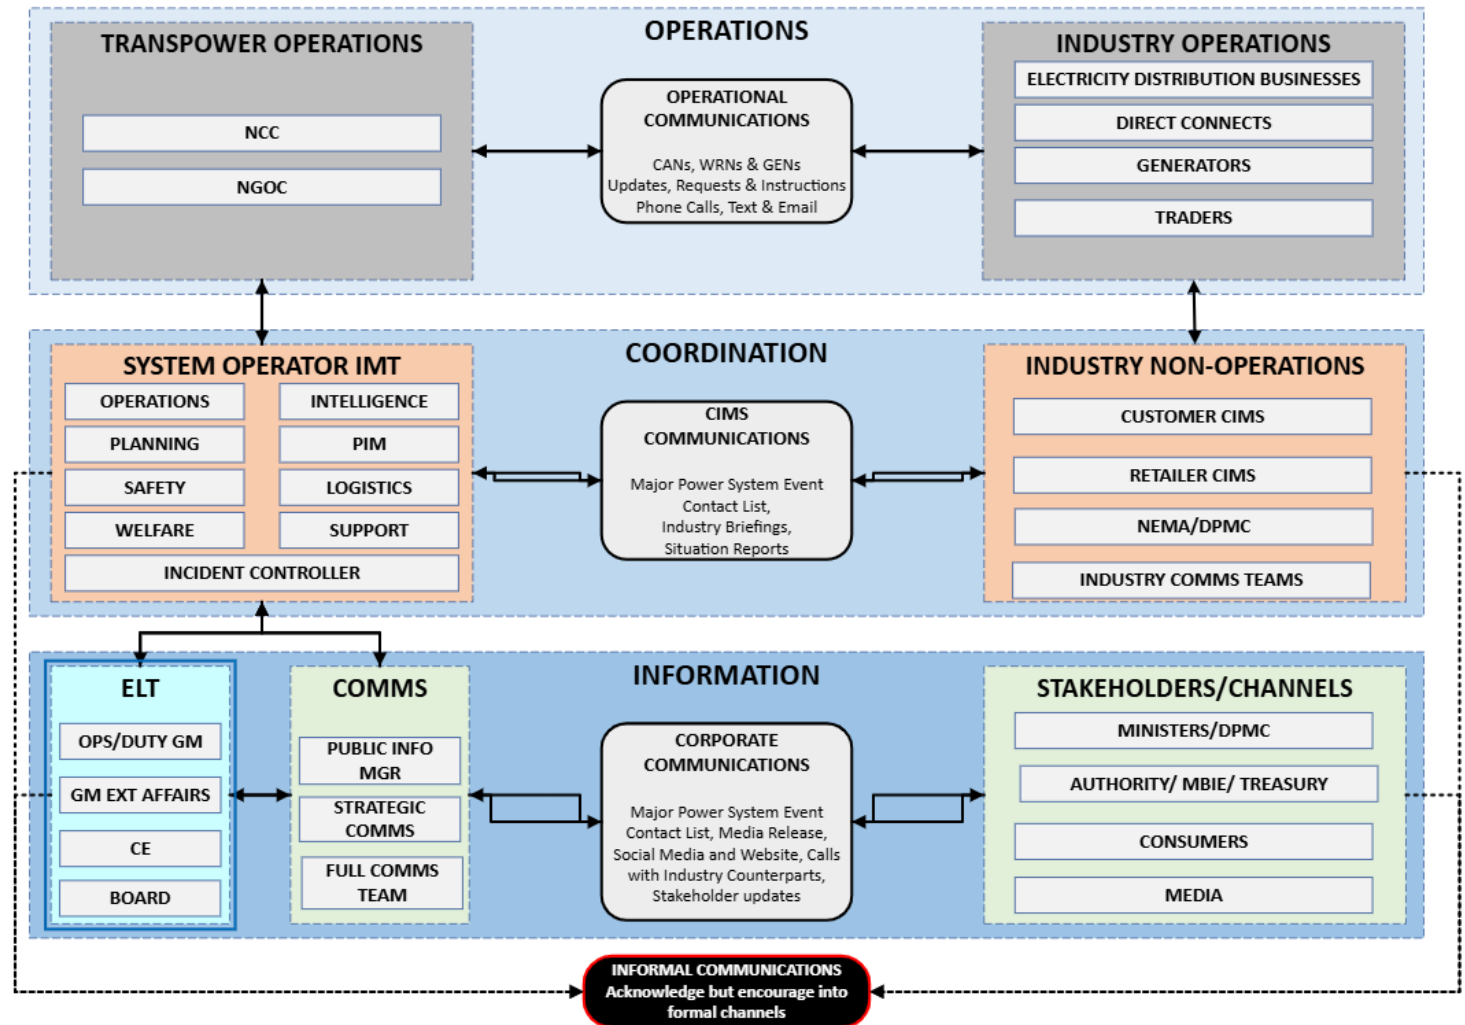 OPERATIONS
TRANSPOWER OPERATIONS
NCC
NGOC
OPERATIONAL
COMMUNICATIONS
CANs, WRNs & GENs
Updates, Requests & Instructions
Phone Calls, Text & Email
INDUSTRY OPERATIONS
ELECTRICITY DISTRIBUTION BUSINESSES
DIRECT CONNECTS
GENERATORS
TRADERS
COORDINATION
SYSTEM OPERATOR IMT
OPERATIONS
INTELLIGENCE
PLANNING
PIM
SAFETY
LOGISTICS
WELFARE
SUPPORT
INCIDENT CONTROLLER
CIMS
COMMUNICATIONS
Major Power System Event
Contact List,
Industry Briefings,
Situation Reports
INDUSTRY NON-OPERATIONS
CUSTOMER CIMS
RETAILER CIMS
NEMA/DPMC
INDUSTRY COMMS TEAMS
INFORMATION
ELT
OPS/DUTY GM
GM EXT AFFAIRS
CE
BOARD
COMMS
PUBLIC INFO
MGR
STRATEGIC
COMMS
FULL COMMS
TEAM
CORPORATE
COMMUNICATIONS
Major Power System Event
Contact List, Media Release,
Social Media and Website, Calls
with Industry Counterparts,
Stakeholder updates
STAKEHOLDERS/CHANNELS
MINISTERS/DPMC
AUTHORITY/ MBIE/ TREASURY
CONSUMERS
MEDIA
INFORMAL COMMUNICATIONS
Acknowledge but encourage into
formal channels